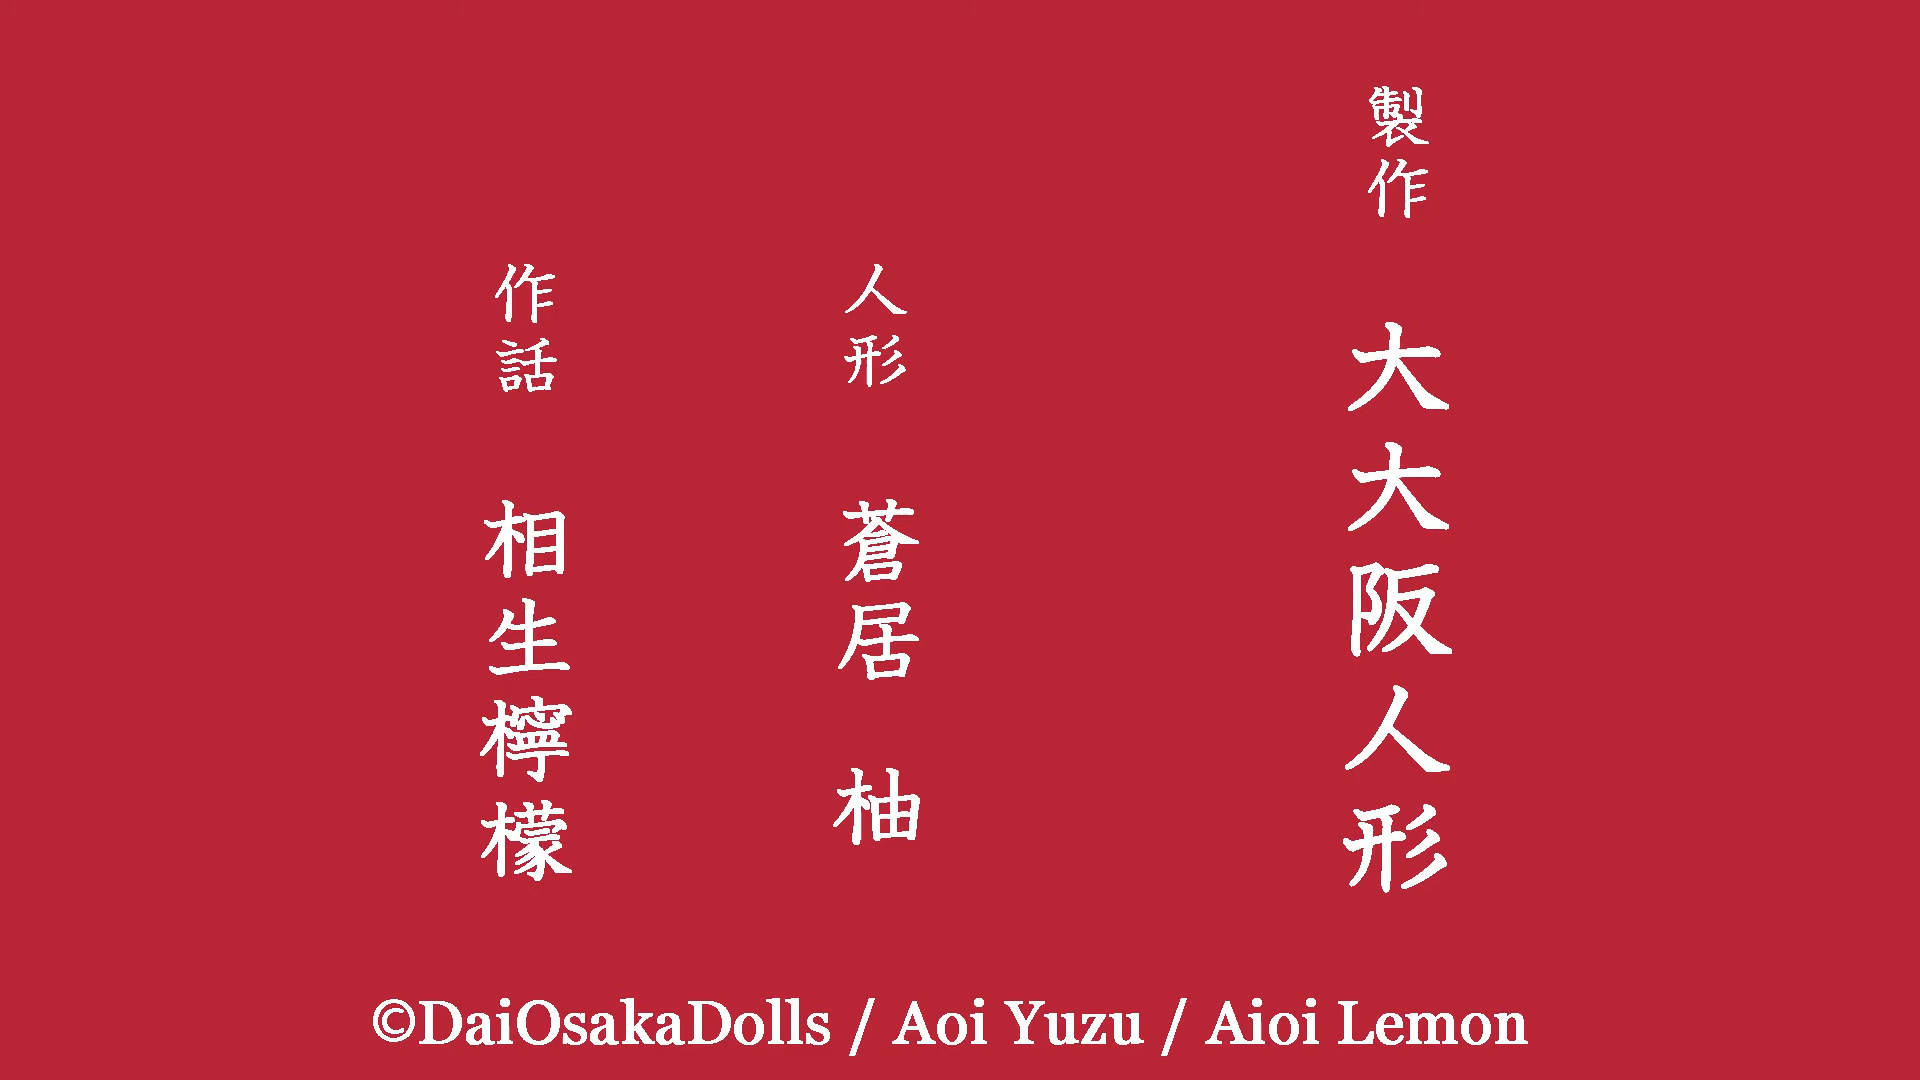 製作 大大阪人形
人形 蒼居 柚
作話 相生檸檬
©DaiOsakaDolls / Aoi Yuzu / Aioi Lemon